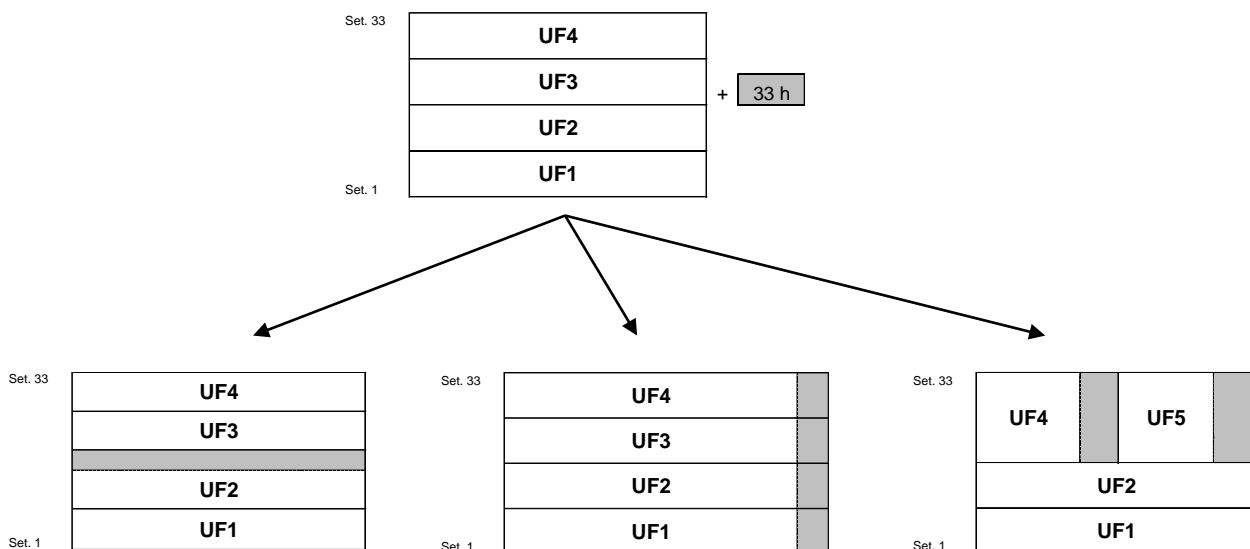 Set. 33
UF4
UF3
+ 33 h
UF2
UF1
Set. 1
Set. 33
UF4
UF3
UF2
UF1
Set. 1
Set. 33
UF4
UF3
UF2
UF1
Set. 1
Set. 33
UF4 UF5
UF2
UF1
Set. 1